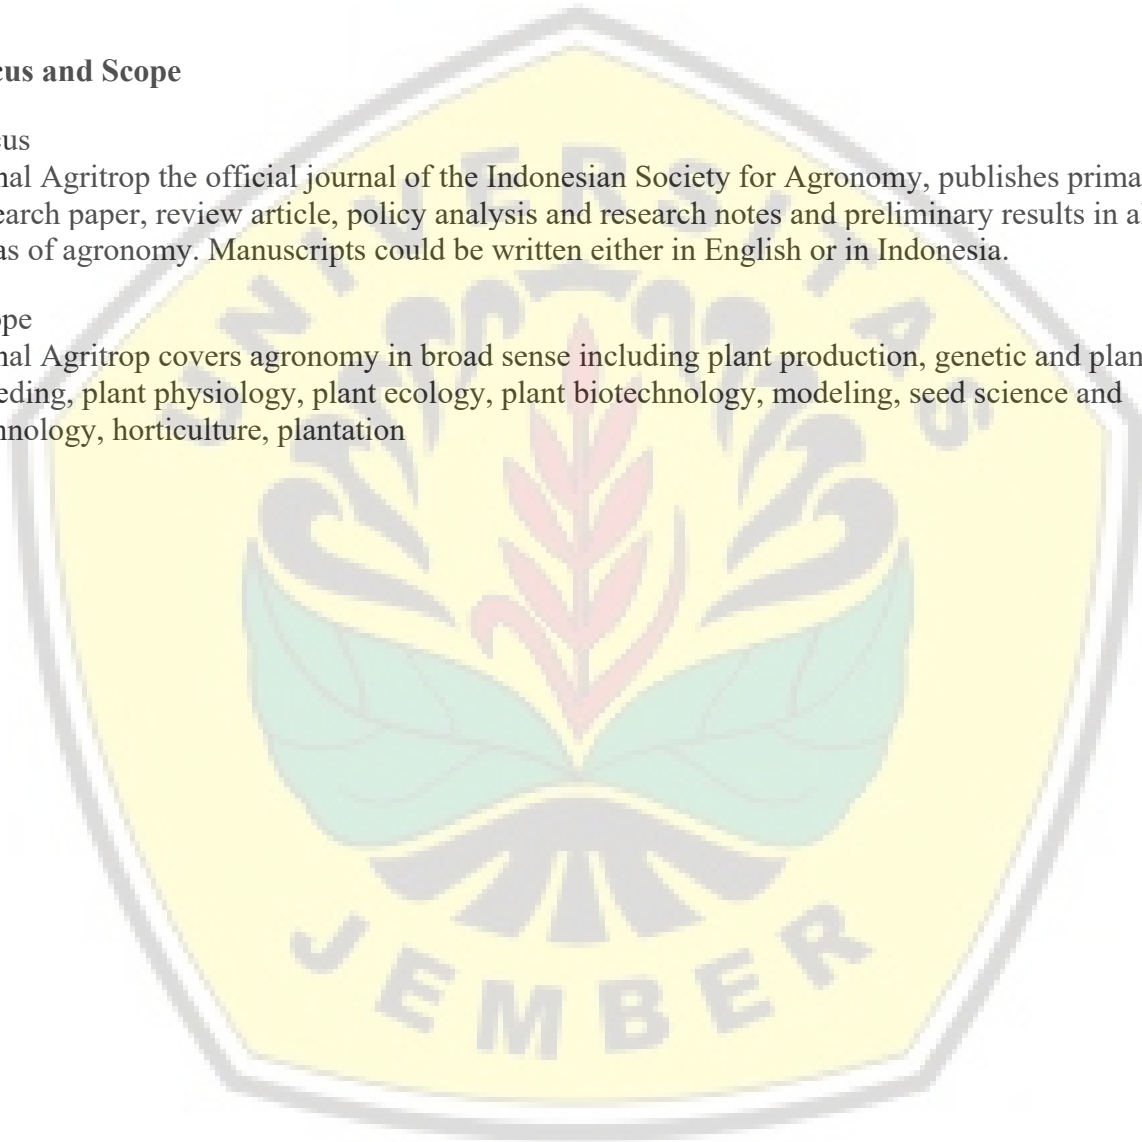 cus and Scope
cus
nal Agritrop the official journal of the Indonesian Society for Agronomy, publishes prima
earch paper, review article, policy analysis and research notes and preliminary results in al
as of agronomy. Manuscripts could be written either in English or in Indonesia.
ope
nal Agritrop covers agronomy in broad sense including plant production, genetic and plan
eding, plant physiology, plant ecology, plant biotechnology, modeling, seed science and
nology, horticulture, plantation
UNIVERSITAS
JEMBER